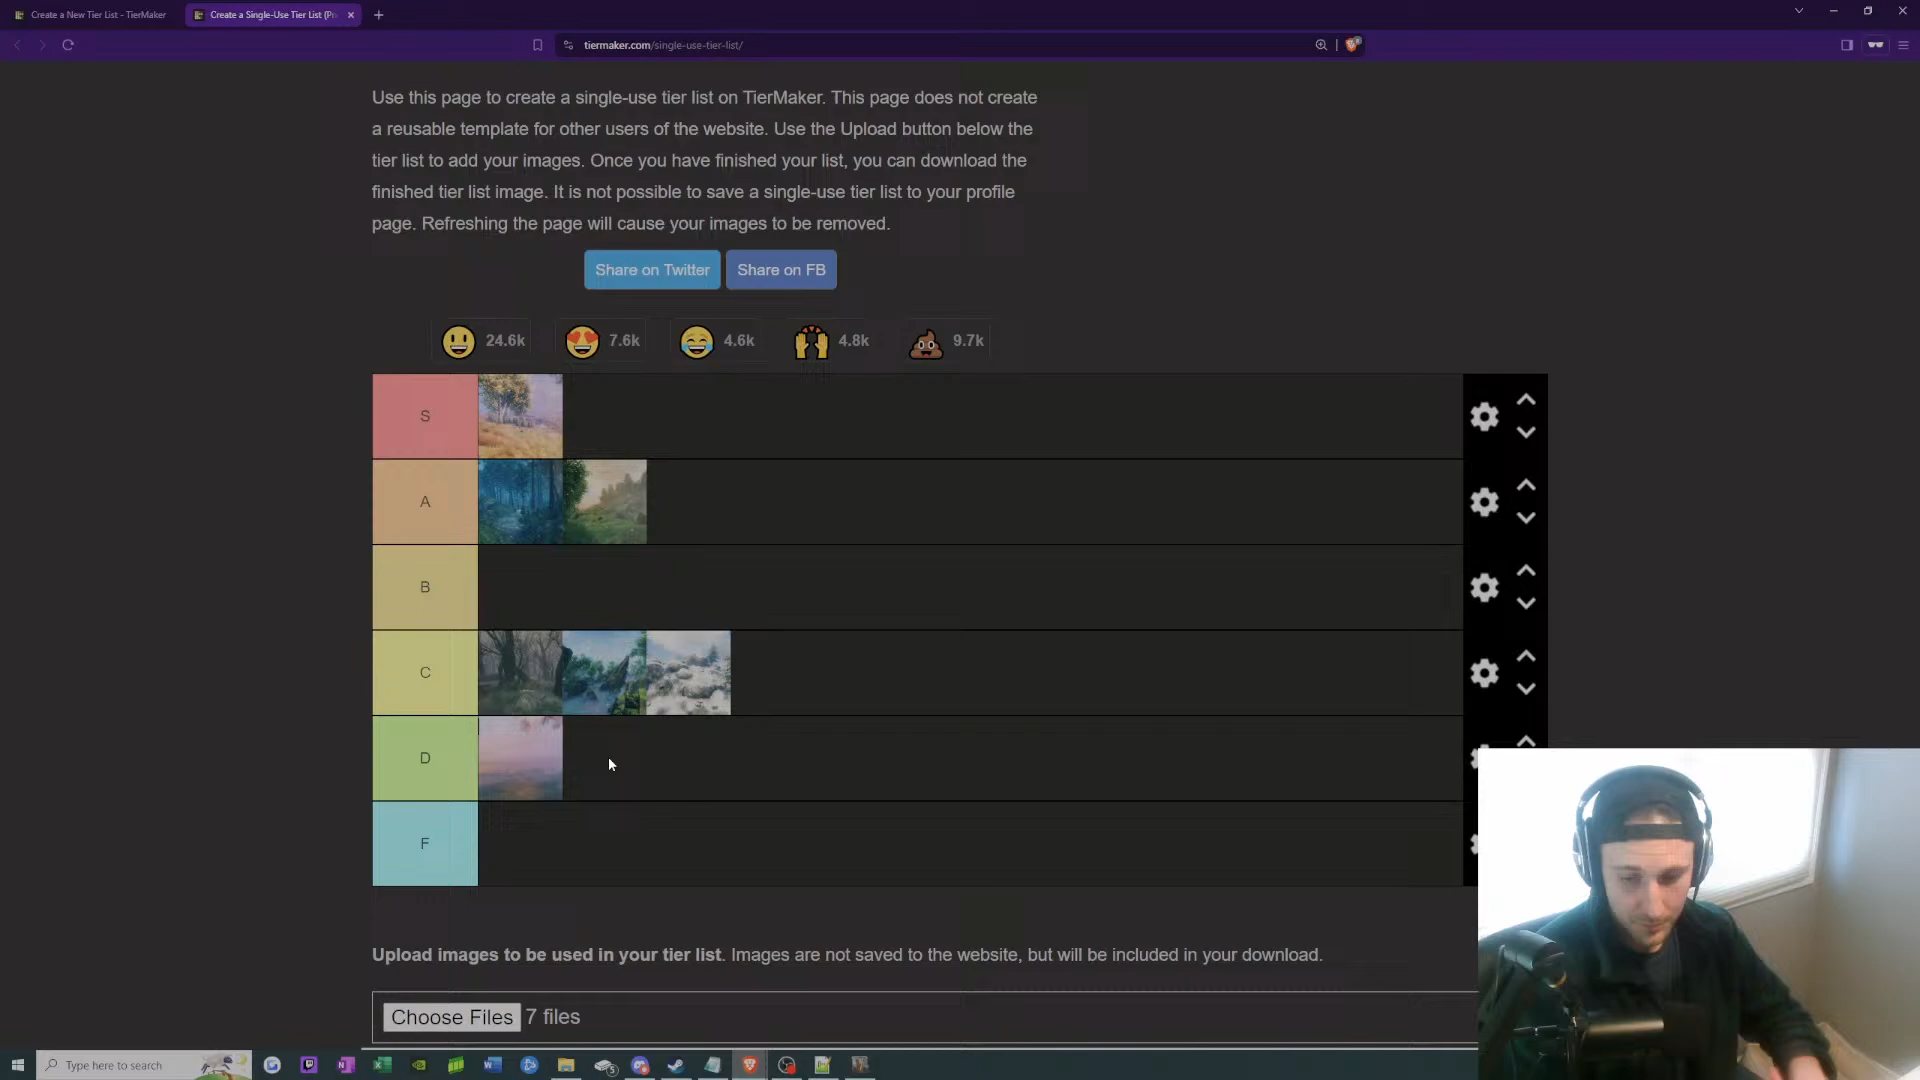 Create a New Tier List - TierMaker
Create a Single-Use Tier List (Pr
tiermaker.com/single-use-tier-list/
Use this page to create a single-use tier list on TierMaker. This page does not create
a reusable template for other users of the website. Use the Upload button below the
tier list to add your images. Once you have finished your list, you can download the
finished tier list image. It is not possible to save a single-use tier list to your profile
page. Refreshing the page will cause your images to be removed.
Share on Twitter Share on FB
24.6k 7.6k 4.6k 4.8k 9.7k
S
A
B
C
D
F
Upload images to be used in your tier list. Images are not saved to the website, but will be included in your download.
Choose Files 7 files
Type here to search